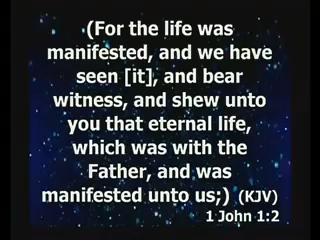 (For the life was
manifested, and we have
seen [it], and bear
witness, and shew unto
you that eternal life,
which was with the
Father, and was
manifested unto us;) (KJV)
1 John 1:2